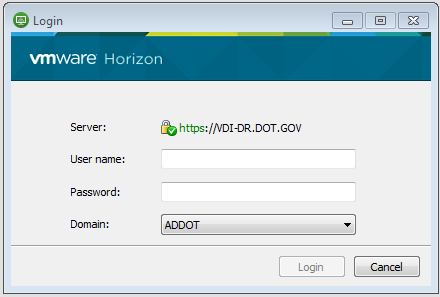 Login
vmware Horizon
Server: https://VDI-DR.DOT.GOV
User name:
Password:
Domain: ADDOT
Login Cancel